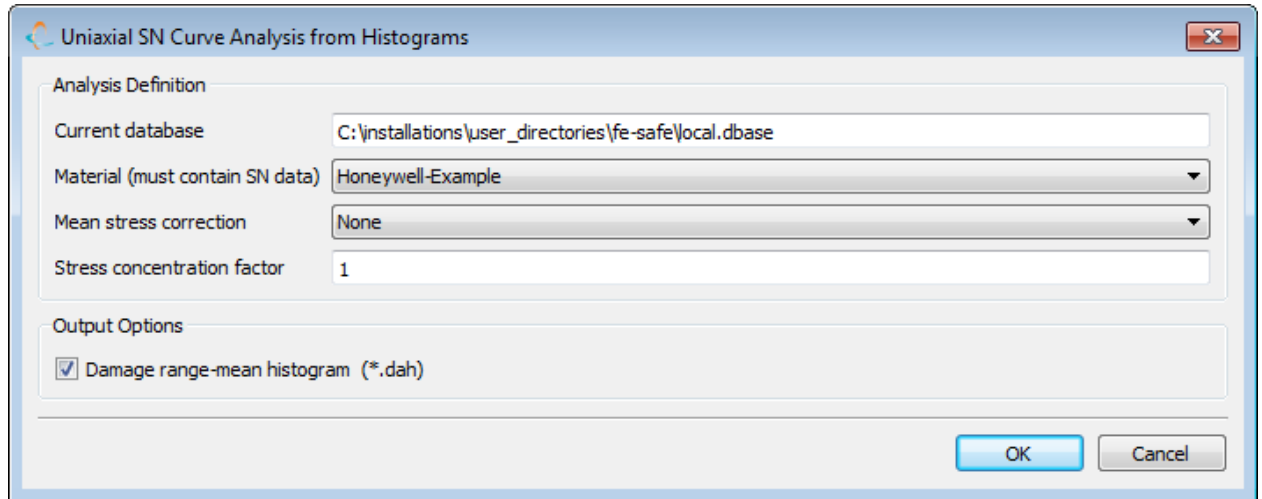 Uniaxial SN Curve Analysis from Histograms
Analysis Definition
Current database C:\installations\user_directories\fe-safe\local.dbase
Material (must contain SN data) Honeywell-Example
Mean stress correction None
Stress concentration factor 1
Output Options
Damage range-mean histogram (*.dah)
OK Cancel